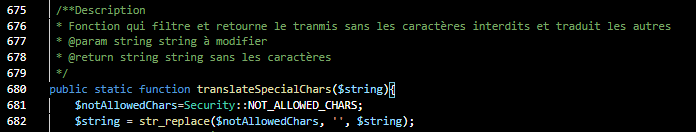 675 /**Description
676 * Fonction qui filtre et retourne le tranmis sans les caractères interdits et traduit les autres
677 * @param string string à modifier
678 * @return string string sans les caractères
679 */
680 public static function translateSpecialChars($string){
681 $notAllowedChars=Security::NOT_ALLOWED_CHARS;
682 $string = str_replace($notAllowedChars, '', $string);